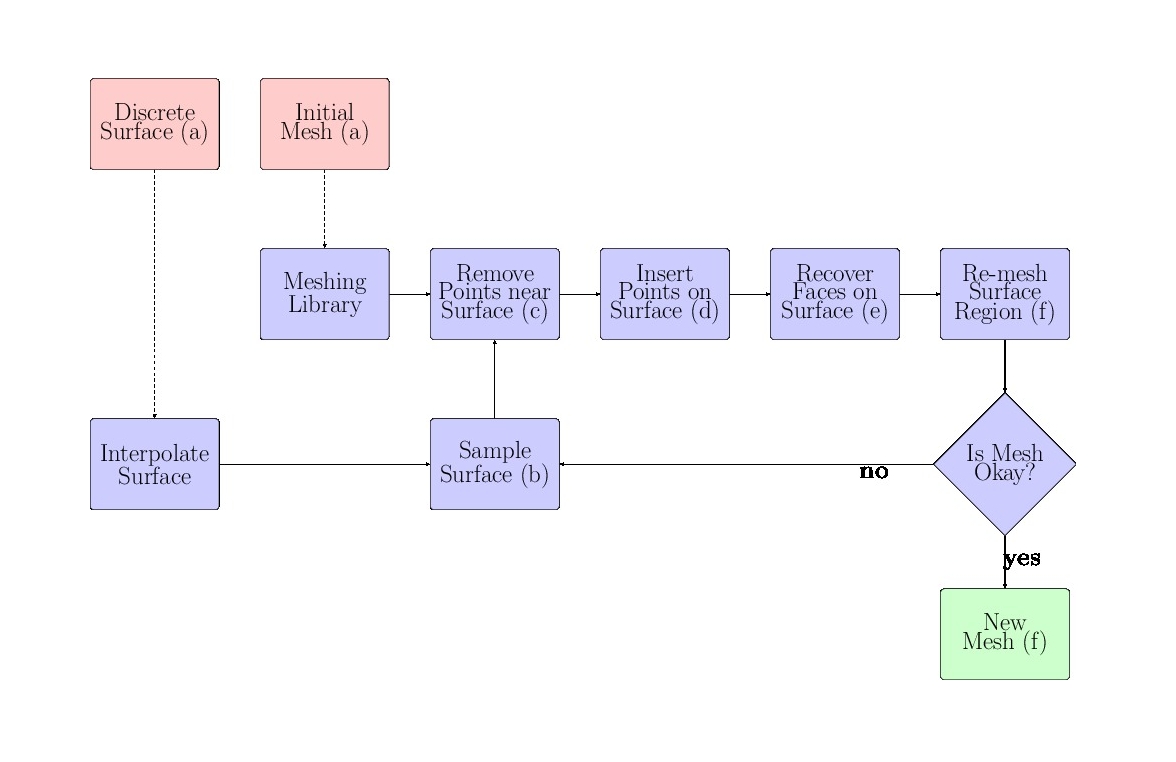 Discrete
Surface (a)
Initial
Mesh (a)
Meshing
Library
Remove
Points near
Surface (c)
Insert
Points on
Surface (d)
Recover
Faces on
Surface (e)
Re-mesh
Surface
Region (f)
Interpolate
Surface
Sample
Surface (b)
no
Is Mesh
Okay?
yes
New
Mesh (f)